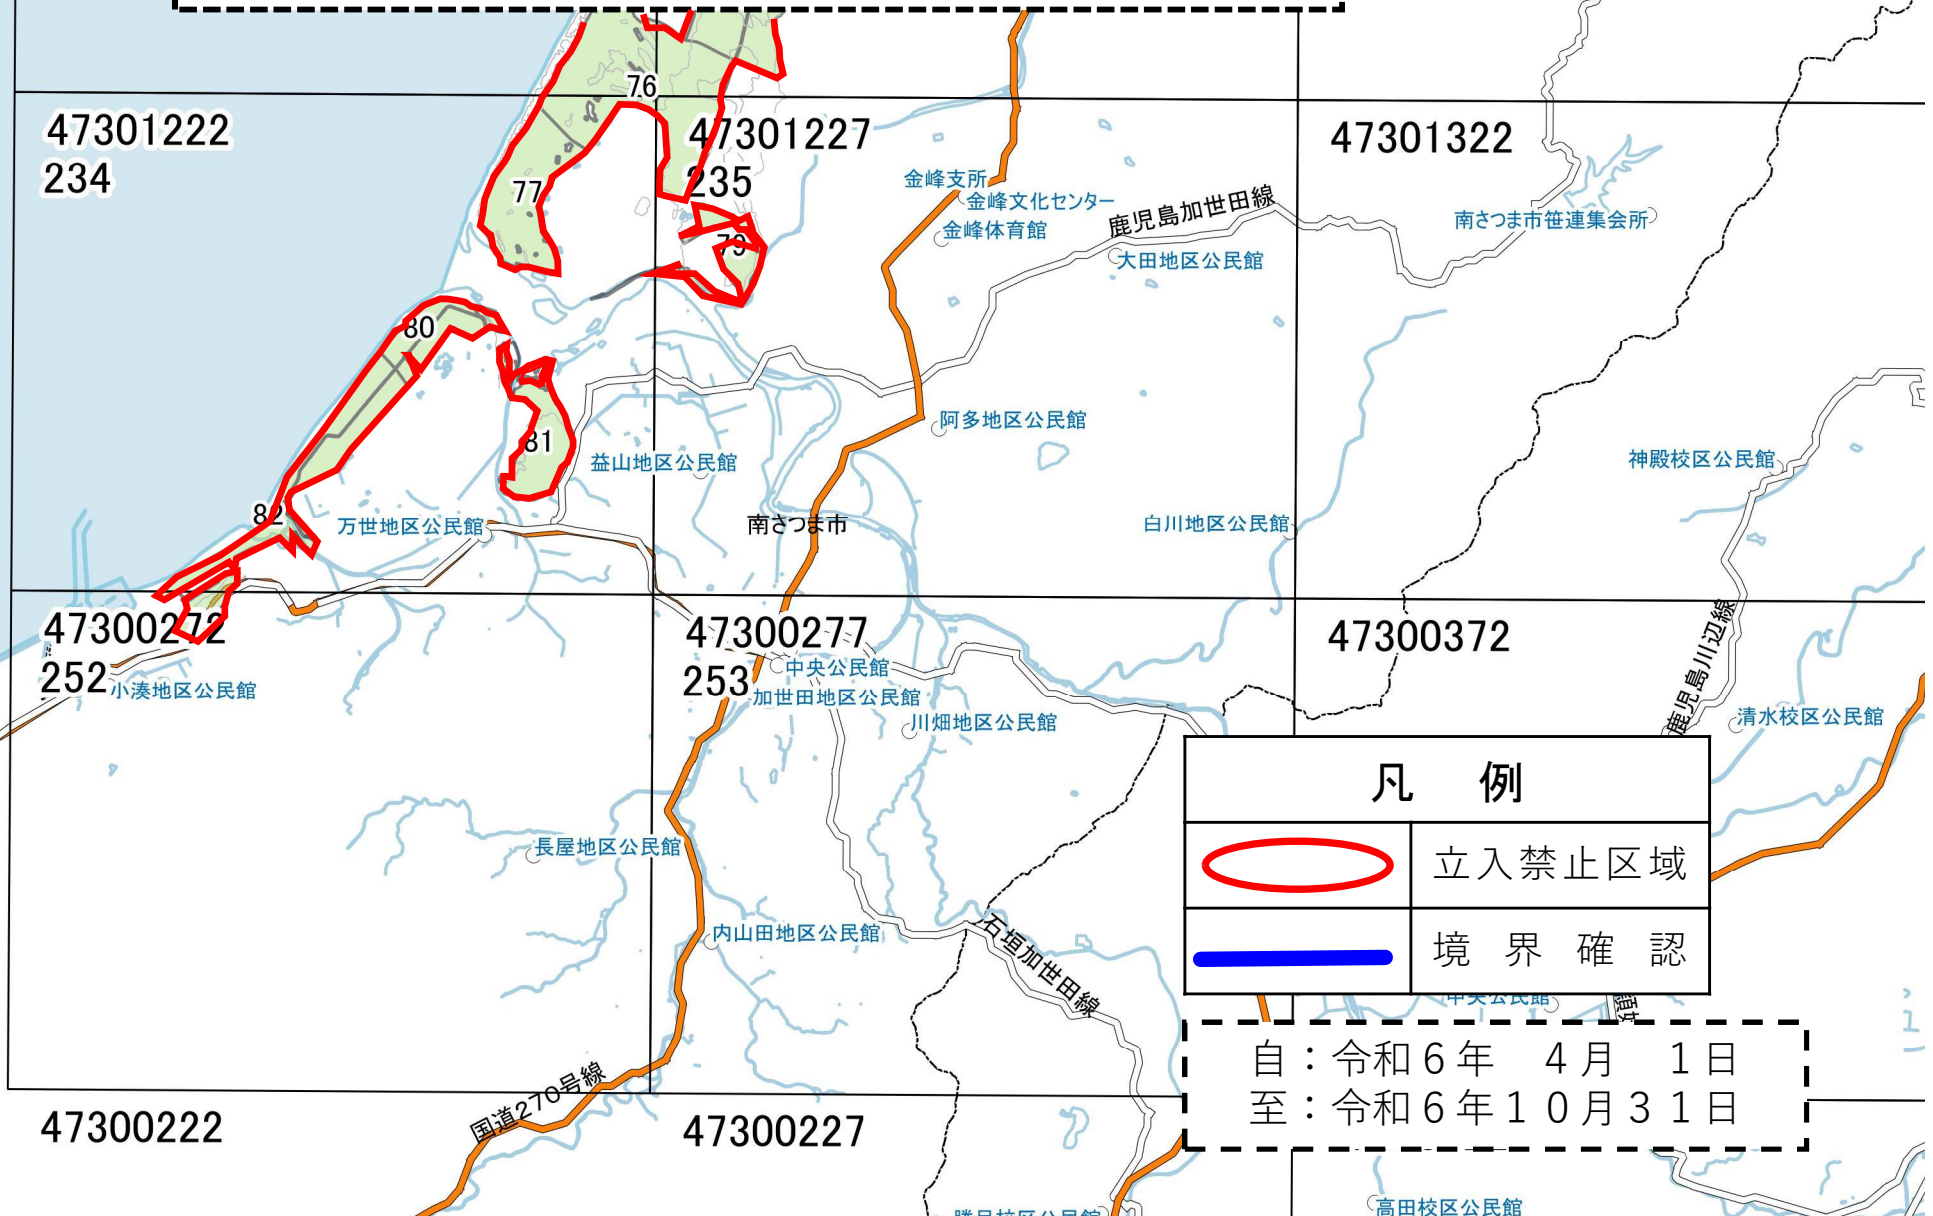 76
47301222
234
47301227
235
47301322
77
79
金峰支所
金峰文化センター
金峰体育館
鹿児島加世田線
大田地区公民館
南さつま市笹連集会所
80
81
82
阿多地区公民館
益山地区公民館
神殿校区公民館
万世地区公民館
南さつま市
白川地区公民館
47300272
252
小湊地区公民館
47300277
253
中央公民館
加世田地区公民館
川畑地区公民館
47300372
鹿児島川辺線
清水校区公民館
長屋地区公民館
内山田地区公民館
石垣加世田線
凡 例
立入禁止区域
境 界 確 認
中央公民館
自：令和６年　４月　１日
至：令和６年１０月３１日
国道270号線
47300222
47300227
高田校区公民館